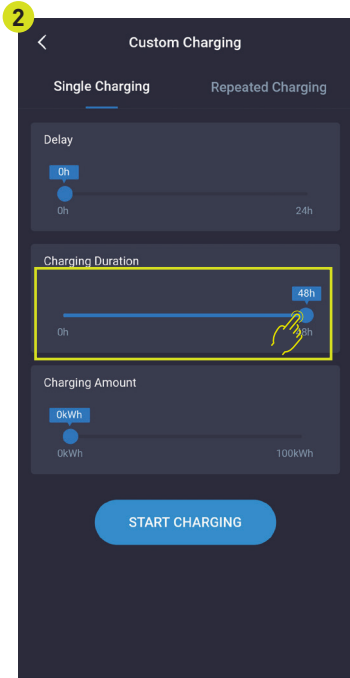 2
Custom Charging
Single Charging Repeated Charging
Delay
0h
0h 24h
Charging Duration
48h
0h 48h
Charging Amount
0kWh
0kWh 100kWh
START CHARGING